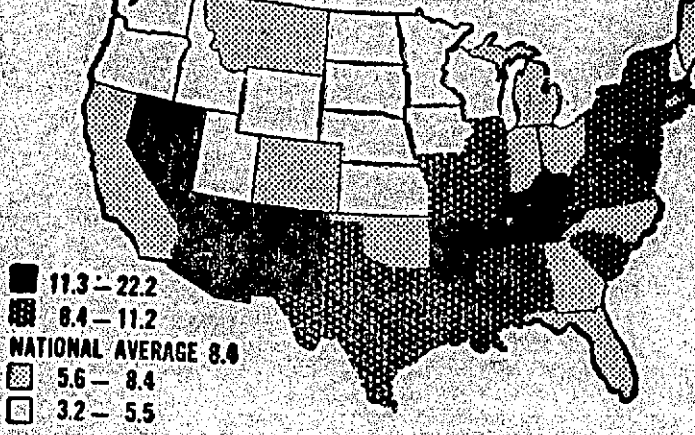 11.3 – 22.2
8.4 – 11.2
NATIONAL AVERAGE 8.4
5.6 – 8.4
3.2 – 5.5